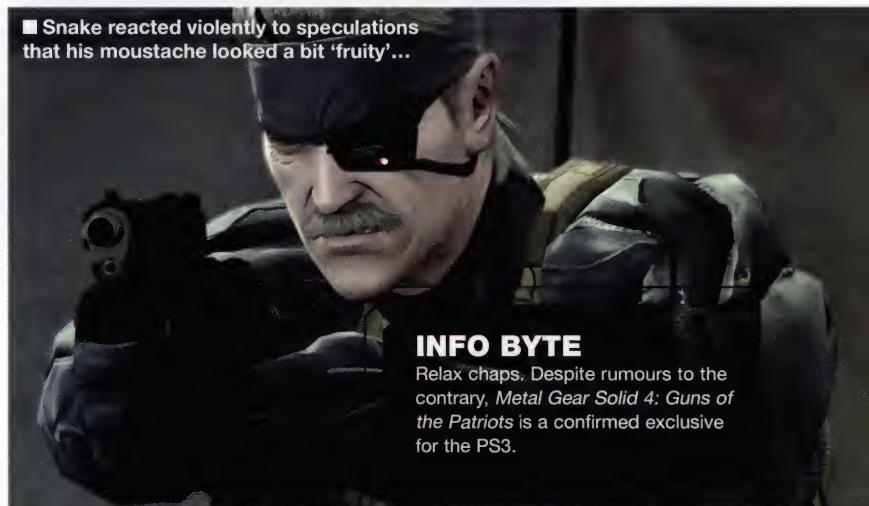 ■ Snake reacted violently to speculations
that his moustache looked a bit ‘fruity’...
INFO BYTE
Relax chaps. Despite rumours to the
contrary, Metal Gear Solid 4: Guns of
the Patriots is a confirmed exclusive
for the PS3.